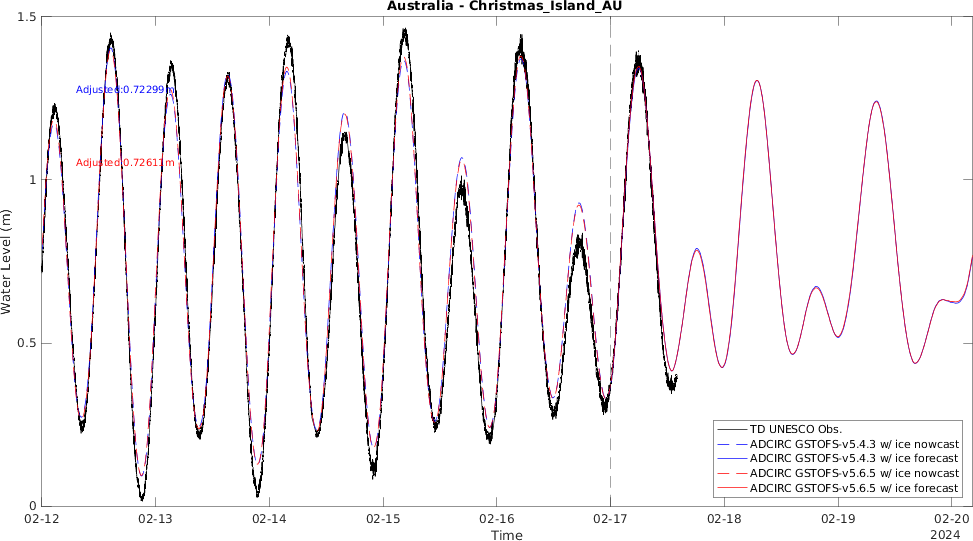 Australia - Christmas_Island_AU
1.5
1
0.5
0
Water Level (m)
Adjusted:0.72299 m
Adjusted:0.72611 m
TD UNESCO Obs.
ADCIRC GSTOFS-v5.4.3 w/ ice nowcast
ADCIRC GSTOFS-v5.4.3 w/ ice forecast
ADCIRC GSTOFS-v5.6.5 w/ ice nowcast
ADCIRC GSTOFS-v5.6.5 w/ ice forecast
02-12 02-13 02-14 02-15 02-16 02-17 02-18 02-19 02-20
Time
2024